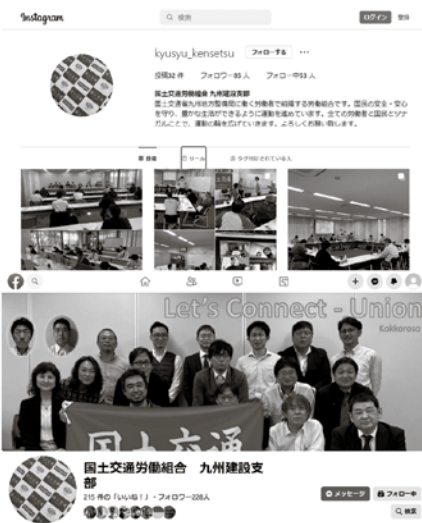 Instagram
検索
ログイン
登録
kyusyu_kensetsu
フォローする
投稿32 件 フォロワー85 人 フォロー中53 人
国土交通労働組合 九州建設支部
国土交通省九州地方整備局に働く労働者で組織する労働組合です。国民の安全・安心
を守り、豊かな生活ができるように運動を進めています。全ての労働者と国民とツナ
ガルことで、運動の輪を広げていきます。よろしくお願い致します。
投稿
リール
タグ付けされている人
Let's Connect - Union
Kokkororo
国土交通
国土交通労働組合 九州建設支
部
215 件の「いいね！」・フォロワー228人
メッセージ
フォロー中
検索